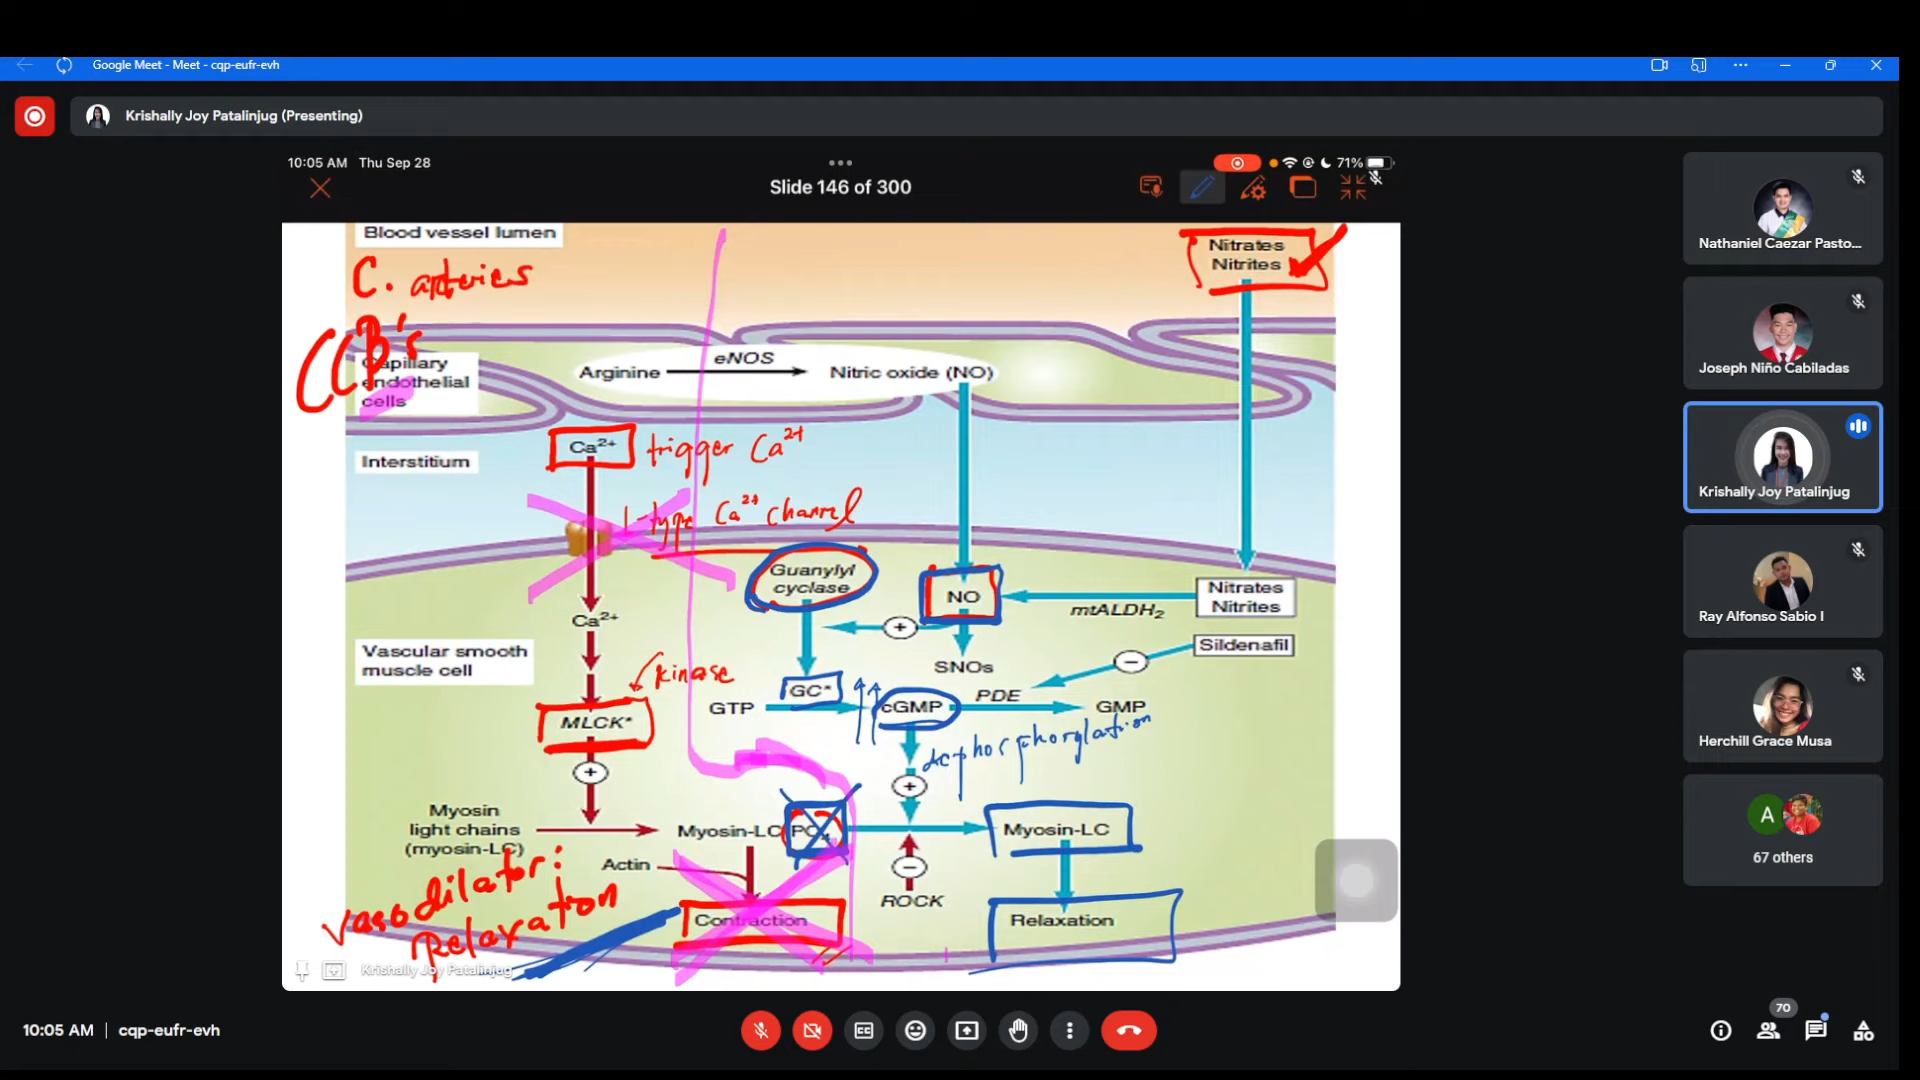 Google Meet - Meet - cqp-eufr-evh
Krishally Joy Patalinjug (Presenting)
10:05 AM Thu Sep 28
71%
Slide 146 of 300
Blood vessel lumen
C. arteries
CCB's
Nitrates
Nitrites
Capillary
endothelial
cells
Arginine
eNOS
Nitric oxide (NO)
Ca2+
trigger Ca2+
Interstitium
L-type Ca2+ channel
Guanylyl
cyclase
NO
mtALDH2
Nitrates
Nitrites
Ca2+
+
Sildenafil
Vascular smooth
muscle cell
SNOs
−
kinase
GC*
PDE
GTP
cGMP
GMP
MLCK*
dephosphorylation
+
+
Myosin
light chains
(myosin-LC)
Myosin-LC
PO4
Myosin-LC
Actin
−
ROCK
vasodilator:
Relaxation
Contraction
Relaxation
Krishally Joy Patalinjug
Nathaniel Caezar Pasto...
Joseph Niño Cabiladas
Krishally Joy Patalinjug
Ray Alfonso Sabio I
Herchill Grace Musa
A
67 others
10:05 AM | cqp-eufr-evh
70